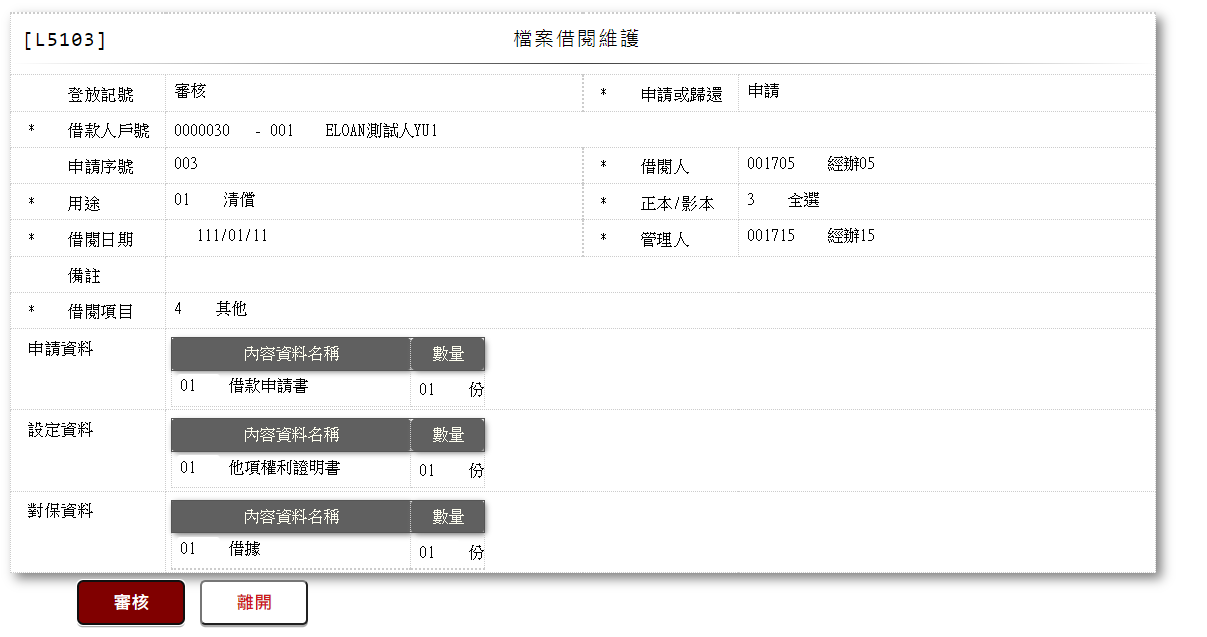 [L5103] 檔案借閱維護
登放記號 審核 * 申請或歸還 申請
* 借款人戶號 0000030 - 001 ELOAN測試人YU1
申請序號 003 * 借閱人 001705 經辦05
* 用途 01 清償 * 正本/影本 3 全選
* 借閱日期 111/01/11 * 管理人 001715 經辦15
備註
* 借閱項目 4 其他
申請資料 內容資料名稱 數量
01 借款申請書 01 份
設定資料 內容資料名稱 數量
01 他項權利證明書 01 份
對保資料 內容資料名稱 數量
01 借據 01 份
審核 離開